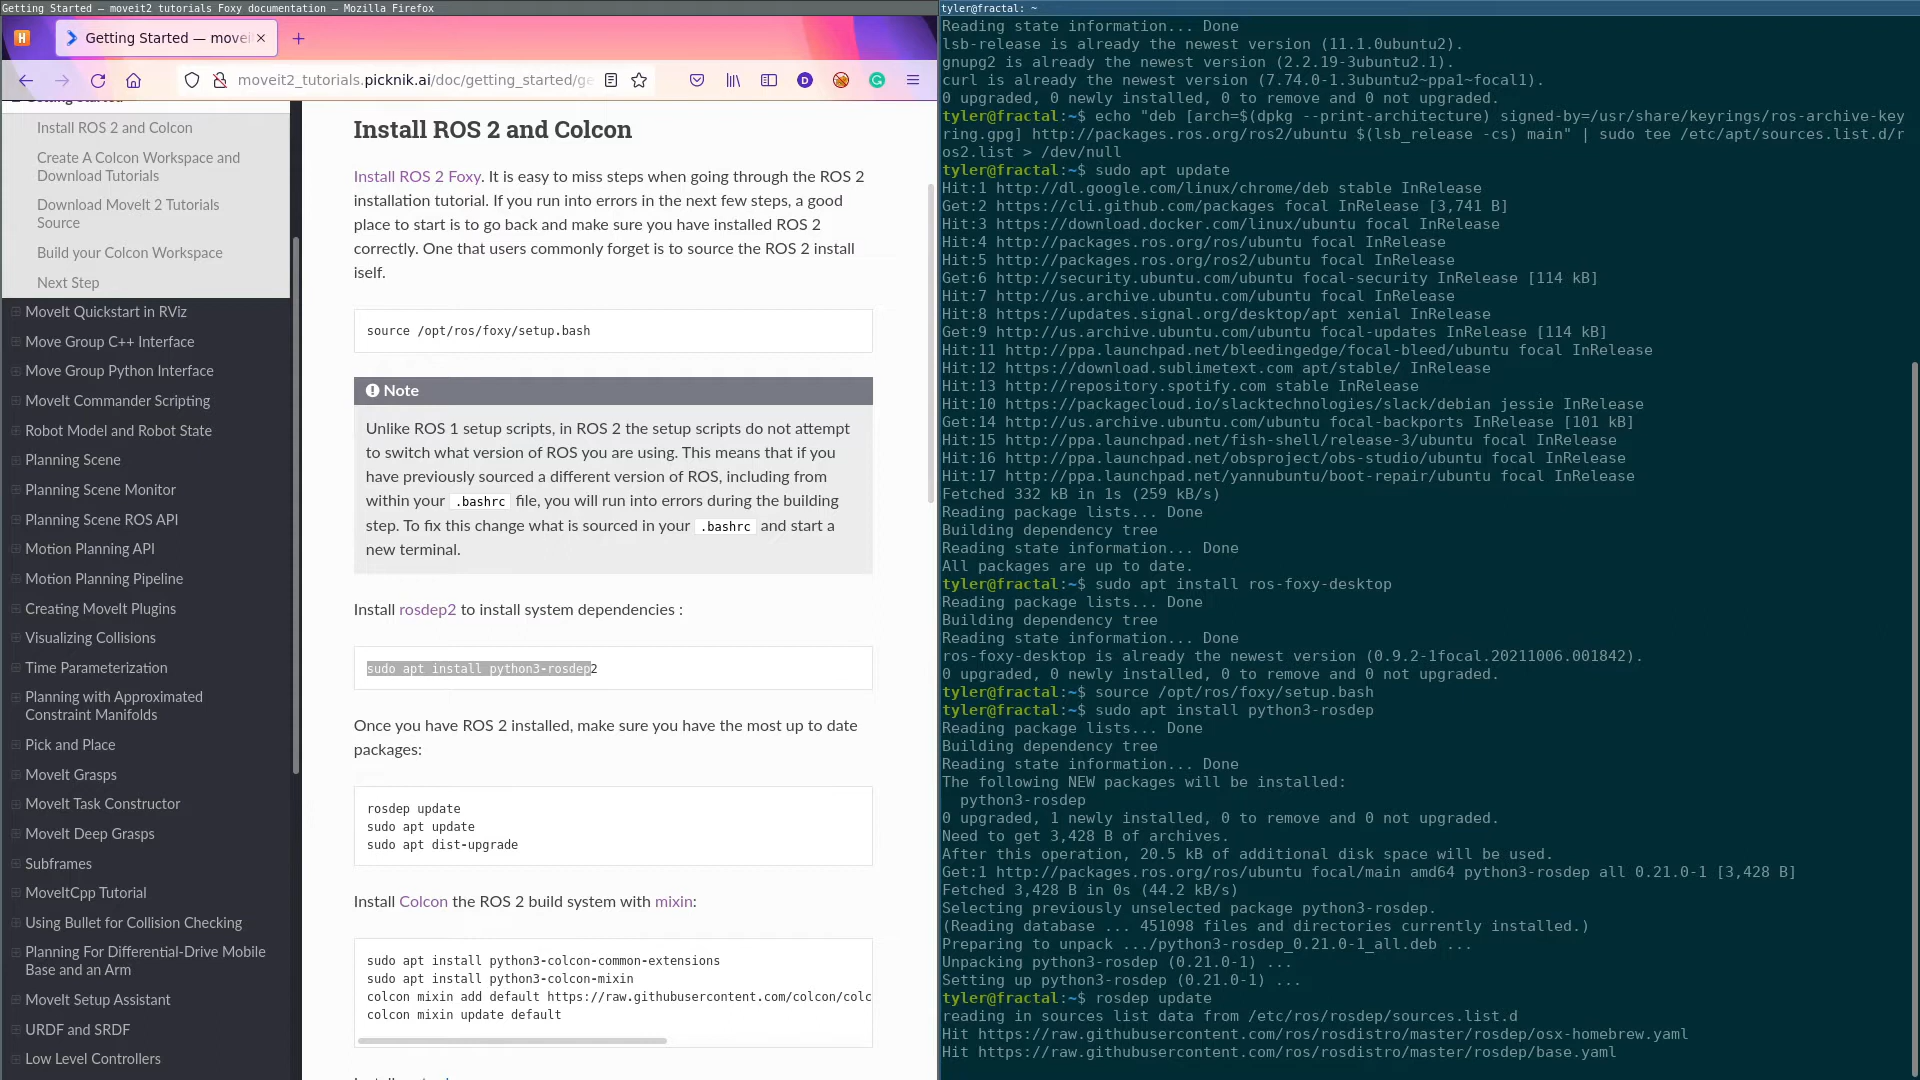 Getting Started — moveit2_tutorials Foxy documentation — Mozilla Firefox
Getting Started — movei
moveit2_tutorials.picknik.ai/doc/getting_started/ge
Install ROS 2 and Colcon
Create A Colcon Workspace and
Download Tutorials
Download MoveIt 2 Tutorials
Source
Build your Colcon Workspace
Next Step
MoveIt Quickstart in RViz
Move Group C++ Interface
Move Group Python Interface
MoveIt Commander Scripting
Robot Model and Robot State
Planning Scene
Planning Scene Monitor
Planning Scene ROS API
Motion Planning API
Motion Planning Pipeline
Creating MoveIt Plugins
Visualizing Collisions
Time Parameterization
Planning with Approximated
Constraint Manifolds
Pick and Place
MoveIt Grasps
MoveIt Task Constructor
MoveIt Deep Grasps
Subframes
MoveItCpp Tutorial
Using Bullet for Collision Checking
Planning For Differential-Drive Mobile
Base and an Arm
MoveIt Setup Assistant
URDF and SRDF
Low Level Controllers
Install ROS 2 and Colcon
Install ROS 2 Foxy. It is easy to miss steps when going through the ROS 2
installation tutorial. If you run into errors in the next few steps, a good
place to start is to go back and make sure you have installed ROS 2
correctly. One that users commonly forget is to source the ROS 2 install
iself.
source /opt/ros/foxy/setup.bash
Note
Unlike ROS 1 setup scripts, in ROS 2 the setup scripts do not attempt
to switch what version of ROS you are using. This means that if you
have previously sourced a different version of ROS, including from
within your .bashrc file, you will run into errors during the building
step. To fix this change what is sourced in your .bashrc and start a
new terminal.
Install rosdep2 to install system dependencies :
sudo apt install python3-rosdep2
Once you have ROS 2 installed, make sure you have the most up to date
packages:
rosdep update
sudo apt update
sudo apt dist-upgrade
Install Colcon the ROS 2 build system with mixin:
sudo apt install python3-colcon-common-extensions
sudo apt install python3-colcon-mixin
colcon mixin add default https://raw.githubusercontent.com/colcon/colc
colcon mixin update default
tyler@fractal: ~
Reading state information... Done
lsb-release is already the newest version (11.1.0ubuntu2).
gnupg2 is already the newest version (2.2.19-3ubuntu2.1).
curl is already the newest version (7.74.0-1.3ubuntu2~ppa1~focal1).
0 upgraded, 0 newly installed, 0 to remove and 0 not upgraded.
tyler@fractal:~$ echo "deb [arch=$(dpkg --print-architecture) signed-by=/usr/share/keyrings/ros-archive-key
ring.gpg] http://packages.ros.org/ros2/ubuntu $(lsb_release -cs) main" | sudo tee /etc/apt/sources.list.d/r
os2.list > /dev/null
tyler@fractal:~$ sudo apt update
Hit:1 http://dl.google.com/linux/chrome/deb stable InRelease
Get:2 https://cli.github.com/packages focal InRelease [3,741 B]
Hit:3 https://download.docker.com/linux/ubuntu focal InRelease
Hit:4 http://packages.ros.org/ros/ubuntu focal InRelease
Hit:5 http://packages.ros.org/ros2/ubuntu focal InRelease
Get:6 http://security.ubuntu.com/ubuntu focal-security InRelease [114 kB]
Hit:7 http://us.archive.ubuntu.com/ubuntu focal InRelease
Hit:8 https://updates.signal.org/desktop/apt xenial InRelease
Get:9 http://us.archive.ubuntu.com/ubuntu focal-updates InRelease [114 kB]
Hit:11 http://ppa.launchpad.net/bleedingedge/focal-bleed/ubuntu focal InRelease
Hit:12 https://download.sublimetext.com apt/stable/ InRelease
Hit:13 http://repository.spotify.com stable InRelease
Hit:10 https://packagecloud.io/slacktechnologies/slack/debian jessie InRelease
Get:14 http://us.archive.ubuntu.com/ubuntu focal-backports InRelease [101 kB]
Hit:15 http://ppa.launchpad.net/fish-shell/release-3/ubuntu focal InRelease
Hit:16 http://ppa.launchpad.net/obsproject/obs-studio/ubuntu focal InRelease
Hit:17 http://ppa.launchpad.net/yannubuntu/boot-repair/ubuntu focal InRelease
Fetched 332 kB in 1s (259 kB/s)
Reading package lists... Done
Building dependency tree
Reading state information... Done
All packages are up to date.
tyler@fractal:~$ sudo apt install ros-foxy-desktop
Reading package lists... Done
Building dependency tree
Reading state information... Done
ros-foxy-desktop is already the newest version (0.9.2-1focal.20211006.001842).
0 upgraded, 0 newly installed, 0 to remove and 0 not upgraded.
tyler@fractal:~$ source /opt/ros/foxy/setup.bash
tyler@fractal:~$ sudo apt install python3-rosdep
Reading package lists... Done
Building dependency tree
Reading state information... Done
The following NEW packages will be installed:
python3-rosdep
0 upgraded, 1 newly installed, 0 to remove and 0 not upgraded.
Need to get 3,428 B of archives.
After this operation, 20.5 kB of additional disk space will be used.
Get:1 http://packages.ros.org/ros/ubuntu focal/main amd64 python3-rosdep all 0.21.0-1 [3,428 B]
Fetched 3,428 B in 0s (44.2 kB/s)
Selecting previously unselected package python3-rosdep.
(Reading database ... 451098 files and directories currently installed.)
Preparing to unpack .../python3-rosdep_0.21.0-1_all.deb ...
Unpacking python3-rosdep (0.21.0-1) ...
Setting up python3-rosdep (0.21.0-1) ...
tyler@fractal:~$ rosdep update
reading in sources list data from /etc/ros/rosdep/sources.list.d
Hit https://raw.githubusercontent.com/ros/rosdistro/master/rosdep/osx-homebrew.yaml
Hit https://raw.githubusercontent.com/ros/rosdistro/master/rosdep/base.yaml